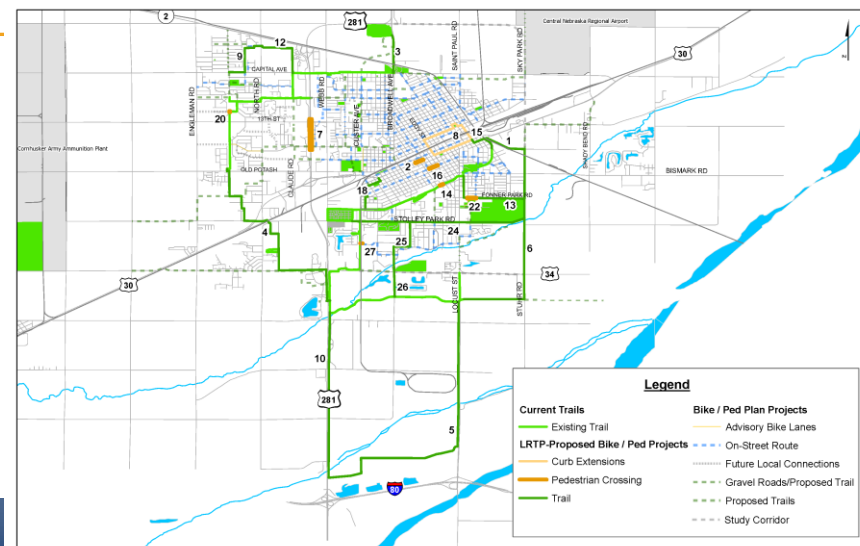 2
281
Central Nebraska Regional Airport
SAINT PAUL RD
SKY PARK RD
30
12
9
3
CAPITAL AVE
ENGLEMAN RD
NORTH RD
WEBB RD
CUSTER AVE
BROADWELL AVE
EDDY ST
20
13TH ST
7
8
15
1
Cornhusker Army Ammunition Plant
CLAUDE RD
OLD POTASH
2
16
BISMARK RD
18
14
22
FONNER PARK RD
13
STOLLEY PARK RD
4
25
24
27
6
34
30
26
LOCUST ST
STUHR RD
10
281
5
80
Legend
Current Trails
Existing Trail
LRTP-Proposed Bike / Ped Projects
Curb Extensions
Pedestrian Crossing
Trail
Bike / Ped Plan Projects
Advisory Bike Lanes
On-Street Route
Future Local Connections
Gravel Roads/Proposed Trail
Proposed Trails
Study Corridor